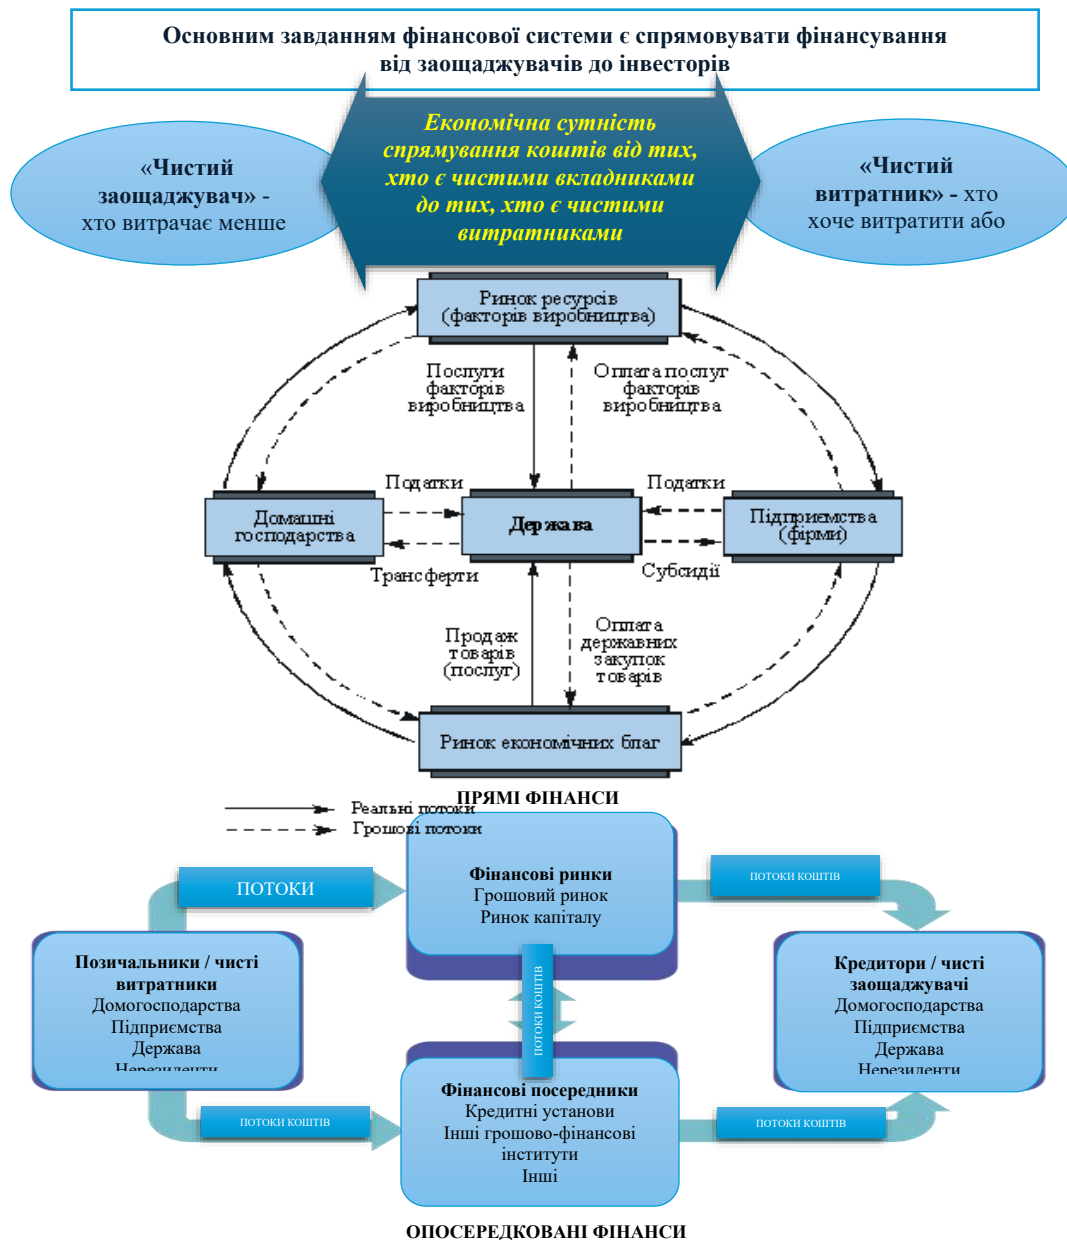 Основним завданням фінансової системи є спрямовувати фінансування
від заощаджувачів до інвесторів
«Чистий
заощаджувач» -
хто витрачає менше
Економічна сутність
спрямування коштів від тих,
хто є чистими вкладниками
до тих, хто є чистими
витратниками
«Чистий
витратник» - хто
хоче витратити або
Ринок ресурсів
(факторів виробництва)
Послуги
факторів
виробництва
Оплата послуг
факторів
виробництва
Податки
Податки
Домашні
господарства
Держава
Підприємства
(фірми)
Трансферти
Субсидії
Продаж
товарів
(послуг)
Оплата
державних
закупок
товарів
Ринок економічних благ
ПРЯМІ ФІНАНСИ
Реальні потоки
Грошові потоки
ПОТОКИ
Фінансові ринки
Грошовий ринок
Ринок капіталу
ПОТОКИ КОШТІВ
Позичальники / чисті
витратники
Домогосподарства
Підприємства
Держава
Нерезиденти
ПОТОКИ КОШТІВ
Кредитори / чисті
заощаджувачі
Домогосподарства
Підприємства
Держава
Нерезиденти
ПОТОКИ КОШТІВ
Фінансові посередники
Кредитні установи
Інші грошово-фінансові
інститути
Інші
ПОТОКИ КОШТІВ
ОПОСЕРЕДКОВАНІ ФІНАНСИ